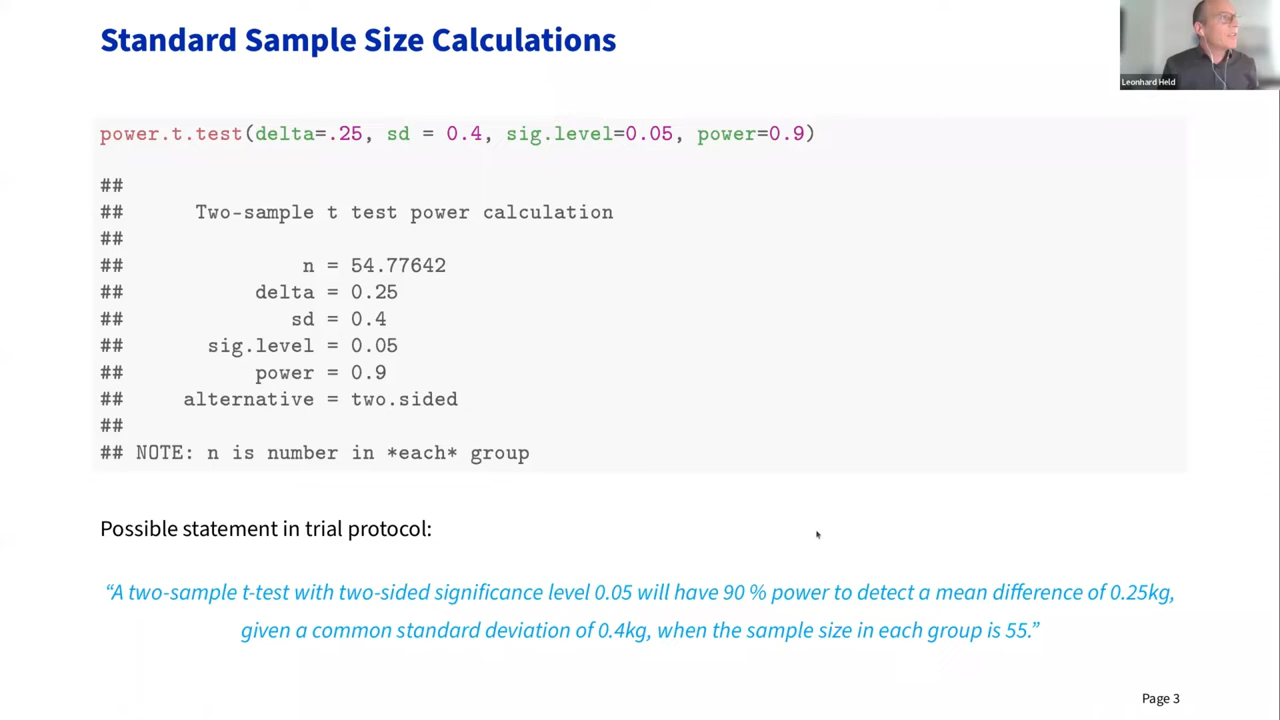 Standard Sample Size Calculations
Leonhard Held
power.t.test(delta=.25, sd = 0.4, sig.level=0.05, power=0.9)
##
## Two-sample t test power calculation
##
## n = 54.77642
## delta = 0.25
## sd = 0.4
## sig.level = 0.05
## power = 0.9
## alternative = two.sided
##
## NOTE: n is number in *each* group
Possible statement in trial protocol:
“A two-sample t-test with two-sided significance level 0.05 will have 90 % power to detect a mean difference of 0.25kg,
given a common standard deviation of 0.4kg, when the sample size in each group is 55.”
Page 3